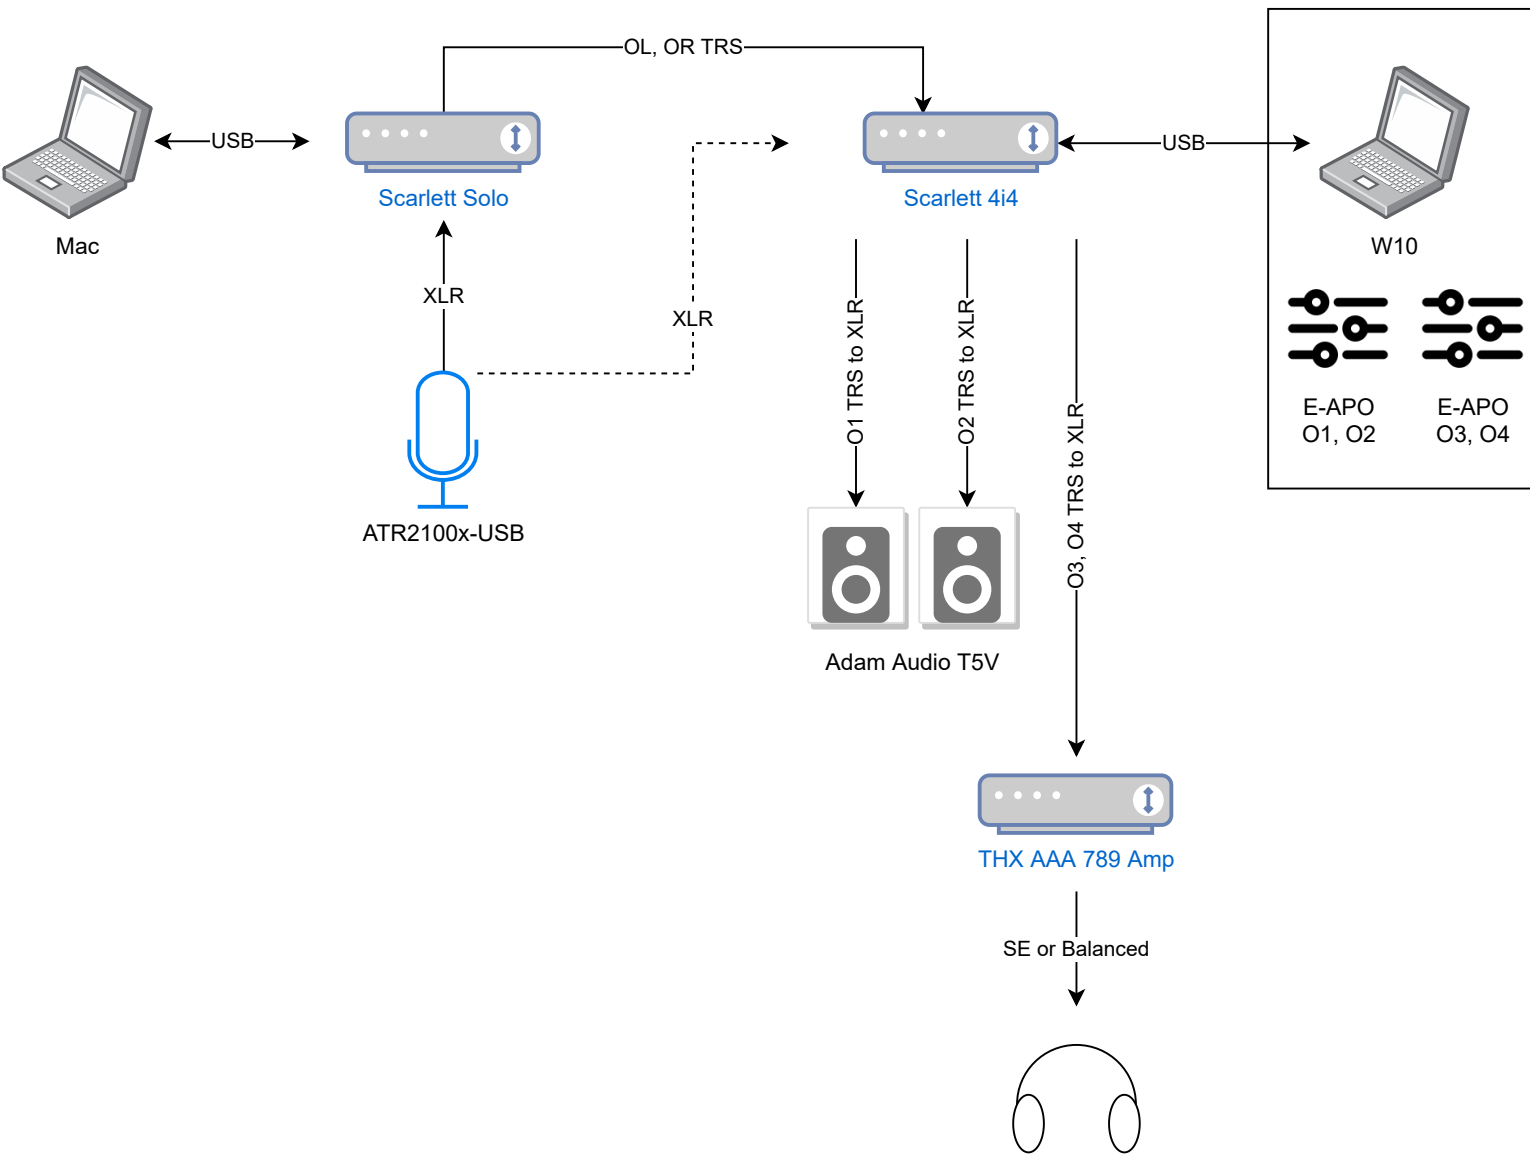 OL, OR TRS
USB
USB
Scarlett Solo
Scarlett 4i4
Mac
W10
XLR
XLR
O1 TRS to XLR
O2 TRS to XLR
O3, O4 TRS to XLR
E-APO
O1, O2
E-APO
O3, O4
ATR2100x-USB
Adam Audio T5V
THX AAA 789 Amp
SE or Balanced